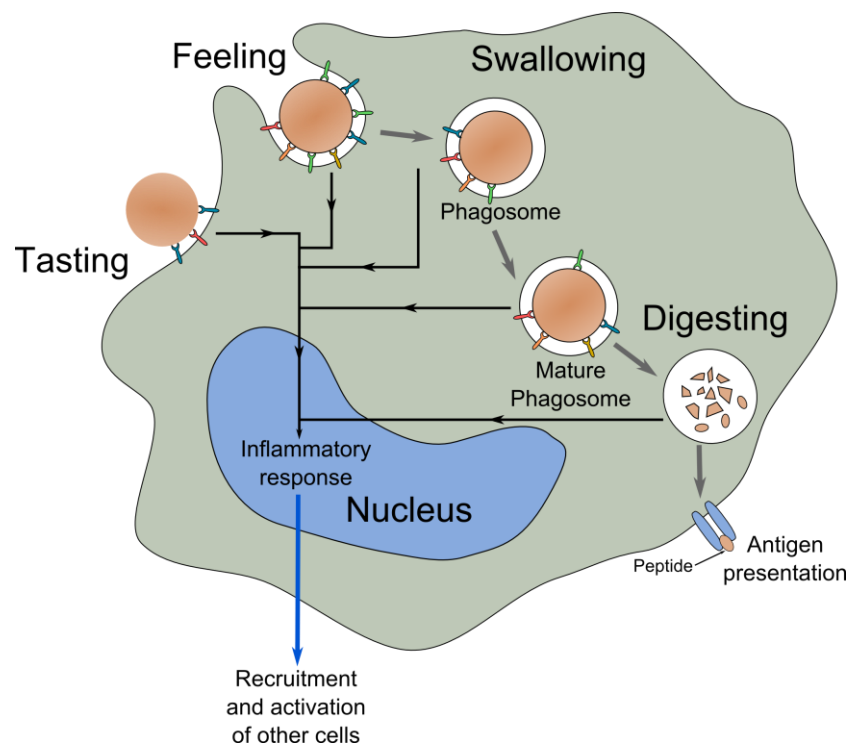 Feeling
Swallowing
Phagosome
Tasting
Digesting
Mature
Phagosome
Inflammatory
response
Nucleus
Peptide
Antigen
presentation
Recruitment
and activation
of other cells